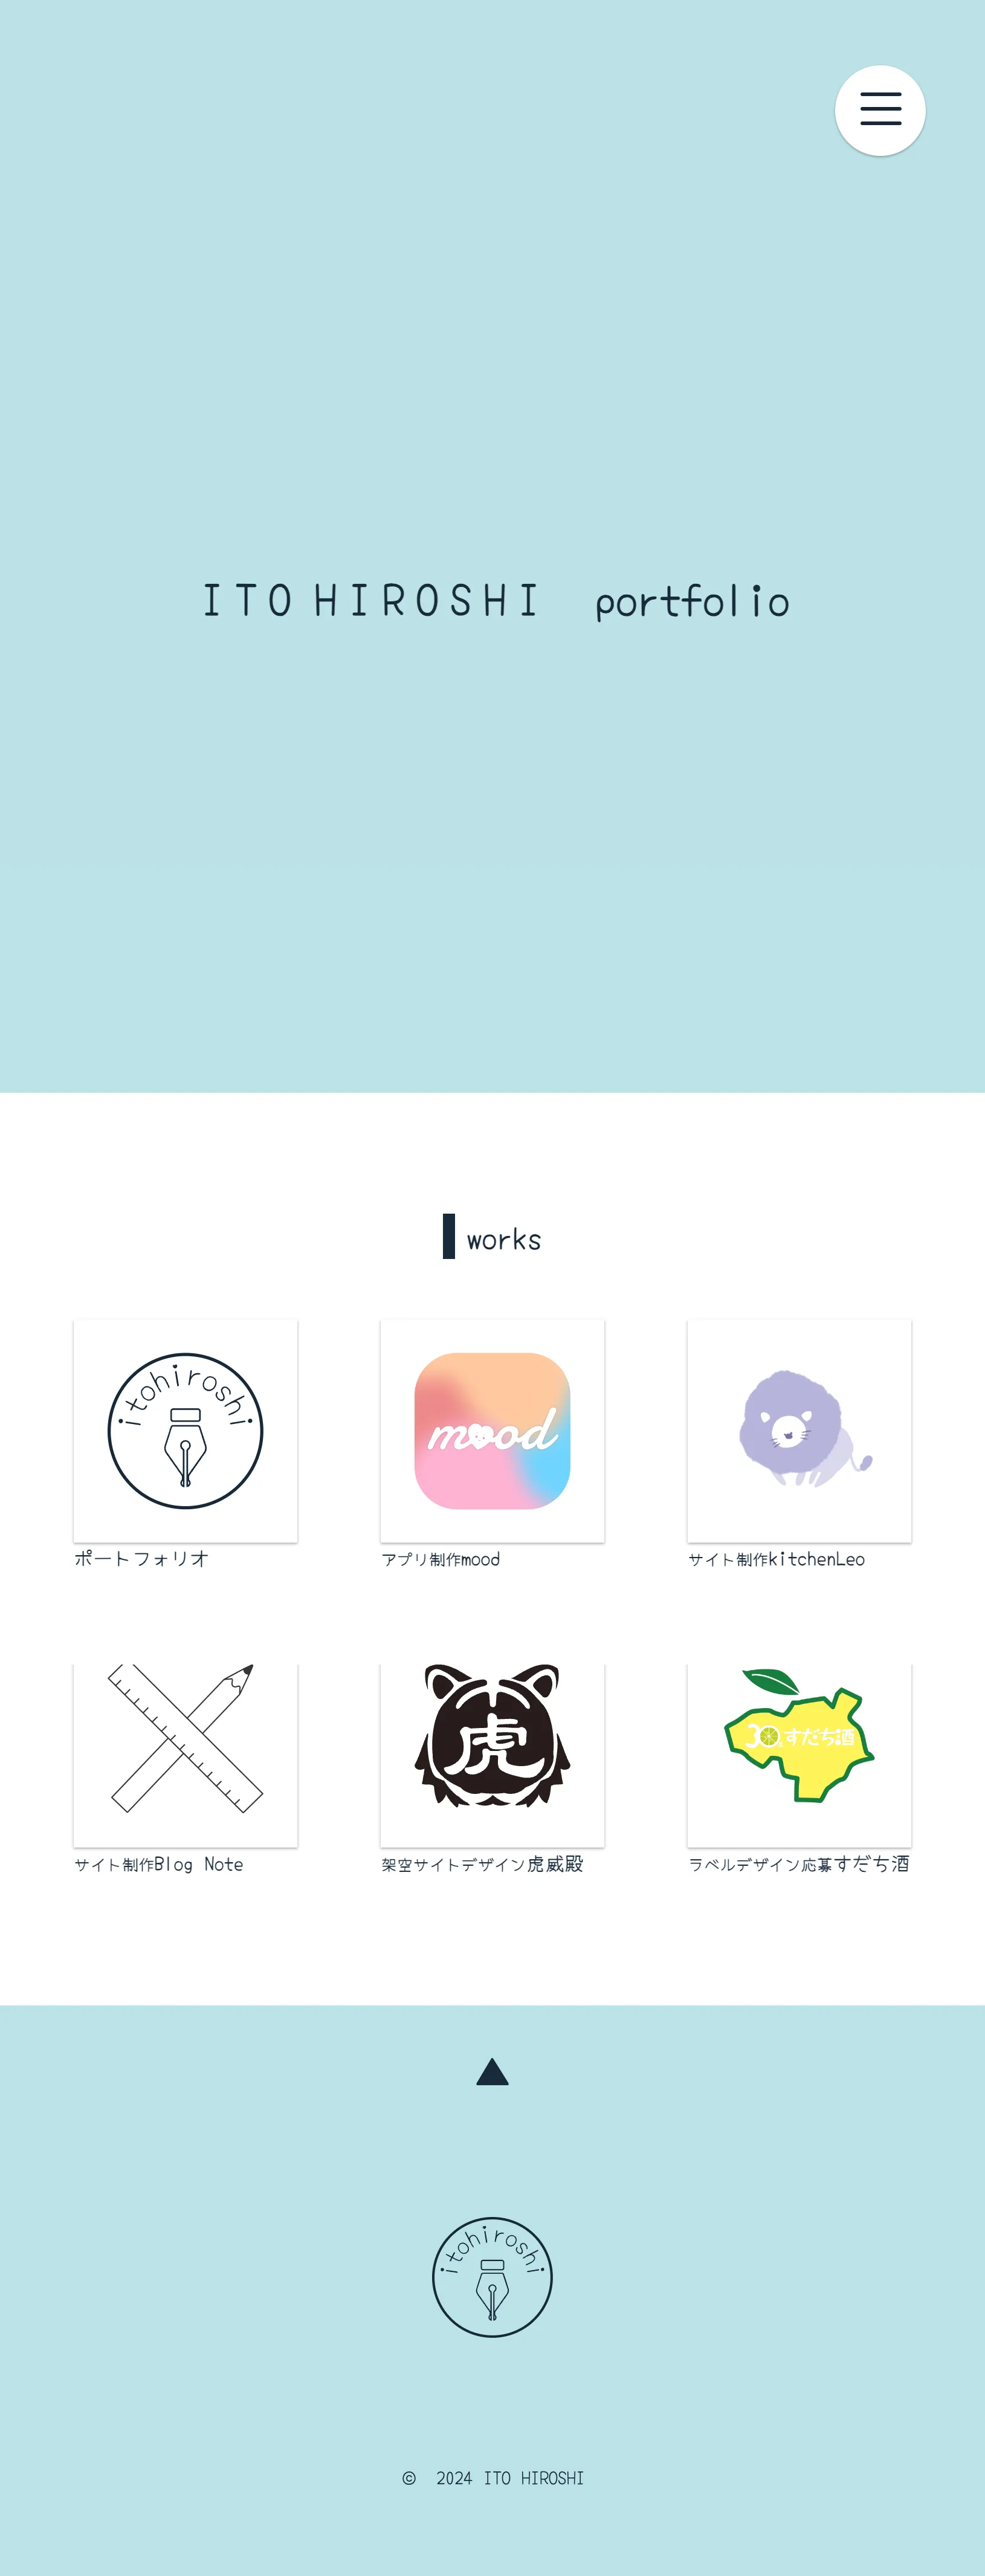 ITO HIROSHI　portfolio
works
itohiroshi
mood
ポートフォリオ
アプリ制作mood
サイト制作kitchenLeo
虎
30 すだち酒
サイト制作Blog Note
架空サイトデザイン虎威殿
ラベルデザイン応募すだち酒
itohiroshi
© 2024 ITO HIROSHI